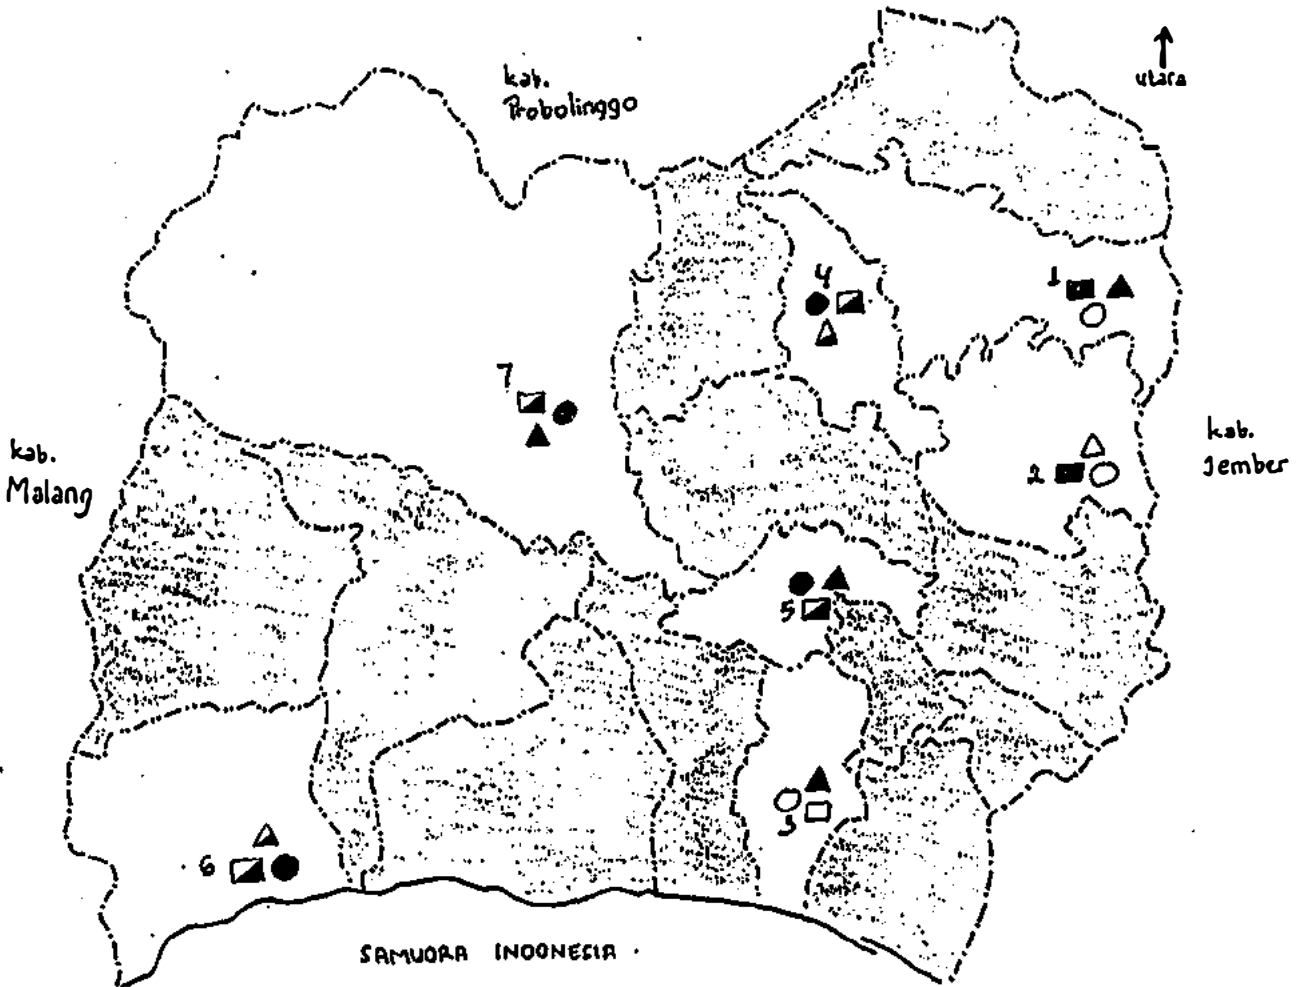 kab.
Probolinggo
utara
1
4
7
kab.
Malang
kab.
Jember
2
5
3
6
SAMUDRA INDONESIA